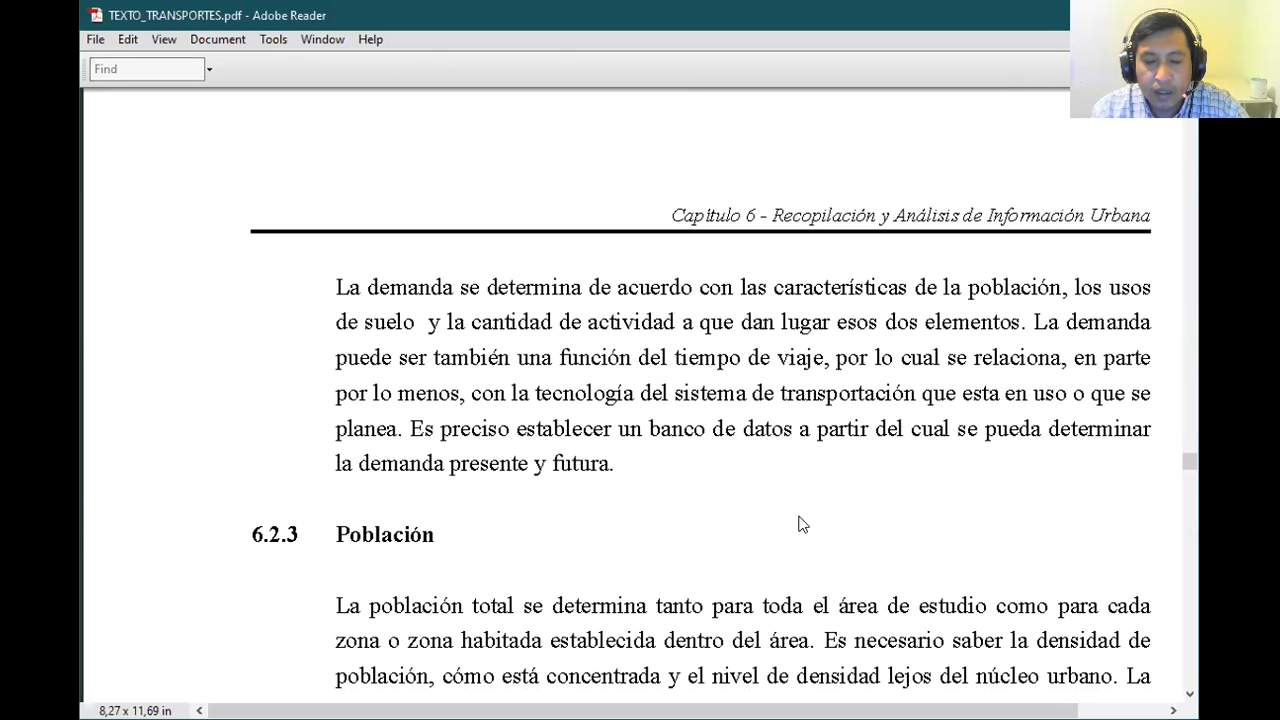 TEXTO_TRANSPORTES.pdf - Adobe Reader
File Edit View Document Tools Window Help
Find
Capítulo 6 - Recopilación y Análisis de Información Urbana
La demanda se determina de acuerdo con las características de la población, los usos
de suelo y la cantidad de actividad a que dan lugar esos dos elementos. La demanda
puede ser también una función del tiempo de viaje, por lo cual se relaciona, en parte
por lo menos, con la tecnología del sistema de transportación que esta en uso o que se
planea. Es preciso establecer un banco de datos a partir del cual se pueda determinar
la demanda presente y futura.
6.2.3 Población
La población total se determina tanto para toda el área de estudio como para cada
zona o zona habitada establecida dentro del área. Es necesario saber la densidad de
población, cómo está concentrada y el nivel de densidad lejos del núcleo urbano. La
8,27 x 11,69 in